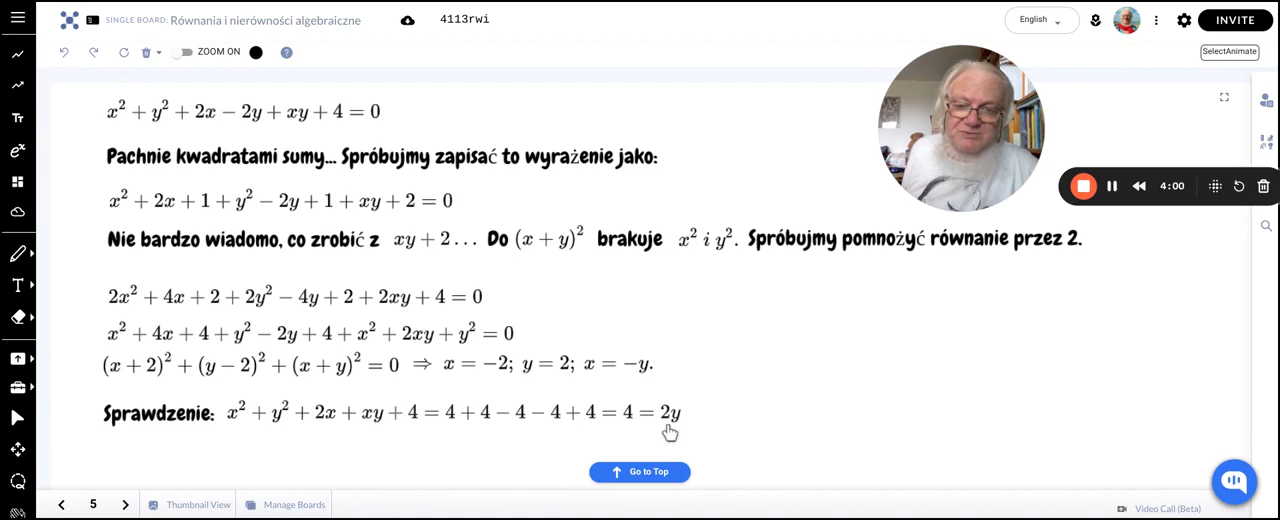 SINGLE BOARD: Równania i nierówności algebraiczne
4113rwi
English
INVITE
ZOOM ON
SelectAnimate
x² + y² + 2x − 2y + xy + 4 = 0
Pachnie kwadratami sumy... Spróbujmy zapisać to wyrażenie jako:
x² + 2x + 1 + y² − 2y + 1 + xy + 2 = 0
Nie bardzo wiadomo, co zrobić z xy + 2 … Do (x + y)² brakuje x² i y². Spróbujmy pomnożyć równanie przez 2.
2x² + 4x + 2 + 2y² − 4y + 2 + 2xy + 4 = 0
x² + 4x + 4 + y² − 2y + 4 + x² + 2xy + y² = 0
(x + 2)² + (y − 2)² + (x + y)² = 0 ⇒ x = −2; y = 2; x = −y.
Sprawdzenie: x² + y² + 2x + xy + 4 = 4 + 4 − 4 − 4 + 4 = 4 = 2y
4:00
Go to Top
5
Thumbnail View
Manage Boards
Video Call (Beta)